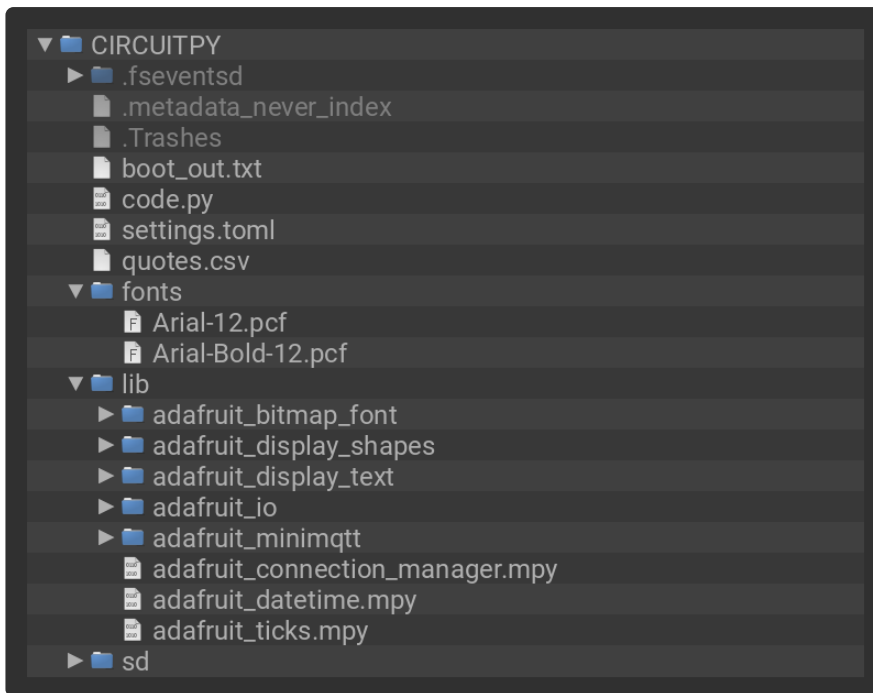 CIRCUITPY
.fseventsd
.metadata_never_index
.Trashes
boot_out.txt
code.py
settings.toml
quotes.csv
fonts
Arial-12.pcf
Arial-Bold-12.pcf
lib
adafruit_bitmap_font
adafruit_display_shapes
adafruit_display_text
adafruit_io
adafruit_minimqtt
adafruit_connection_manager.mpy
adafruit_datetime.mpy
adafruit_ticks.mpy
sd